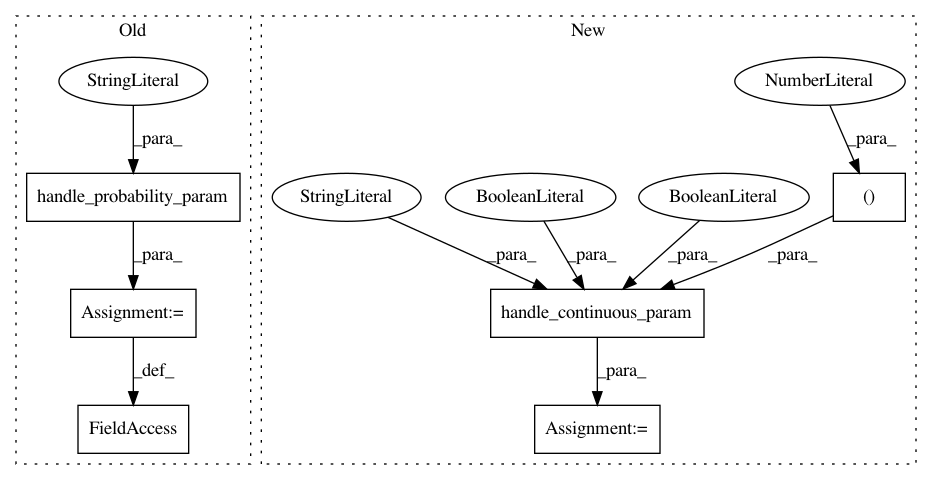 Old
New
StringLiteral
NumberLiteral
_para_
_para_
handle_probability_param
StringLiteral
BooleanLiteral
BooleanLiteral
()
_para_
_para_
_para_
_para_
_para_
Assignment:=
handle_continuous_param
_def_
_para_
FieldAccess
Assignment:=